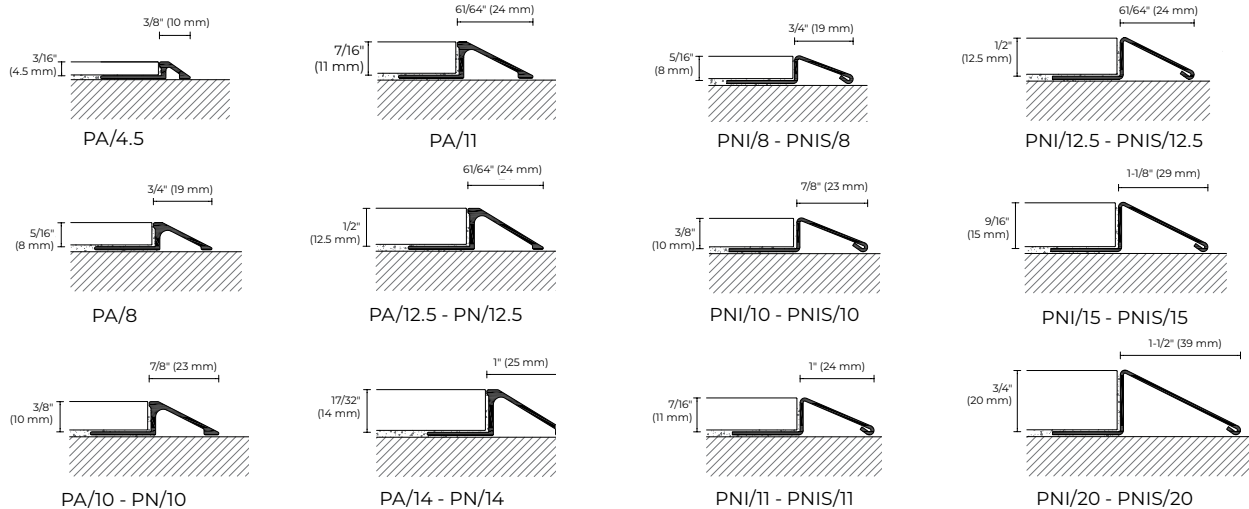 3/8" (10 mm)
3/16"
(4.5 mm)
PA/4.5
61/64" (24 mm)
7/16"
11 mm)
PA/11
3/4" (19 mm)
5/16"
(8 mm)
PNI/8 - PNIS/8
61/64" (24 mm)
1/2"
(12.5 mm)
PNI/12.5 - PNIS/12.5
3/4" (19 mm)
5/16"
(8 mm)
PA/8
61/64" (24 mm)
1/2"
(12.5 mm)
PA/12.5 - PN/12.5
7/8" (23 mm)
3/8"
(10 mm)
PNI/10 - PNIS/10
1-1/8" (29 mm)
9/16"
(15 mm)
PNI/15 - PNIS/15
7/8" (23 mm)
3/8"
(10 mm)
PA/10 - PN/10
1" (25 mm)
17/32"
(14 mm)
PA/14 - PN/14
1" (24 mm)
7/16"
(11 mm)
PNI/11 - PNIS/11
1-1/2" (39 mm)
3/4"
(20 mm)
PNI/20 - PNIS/20